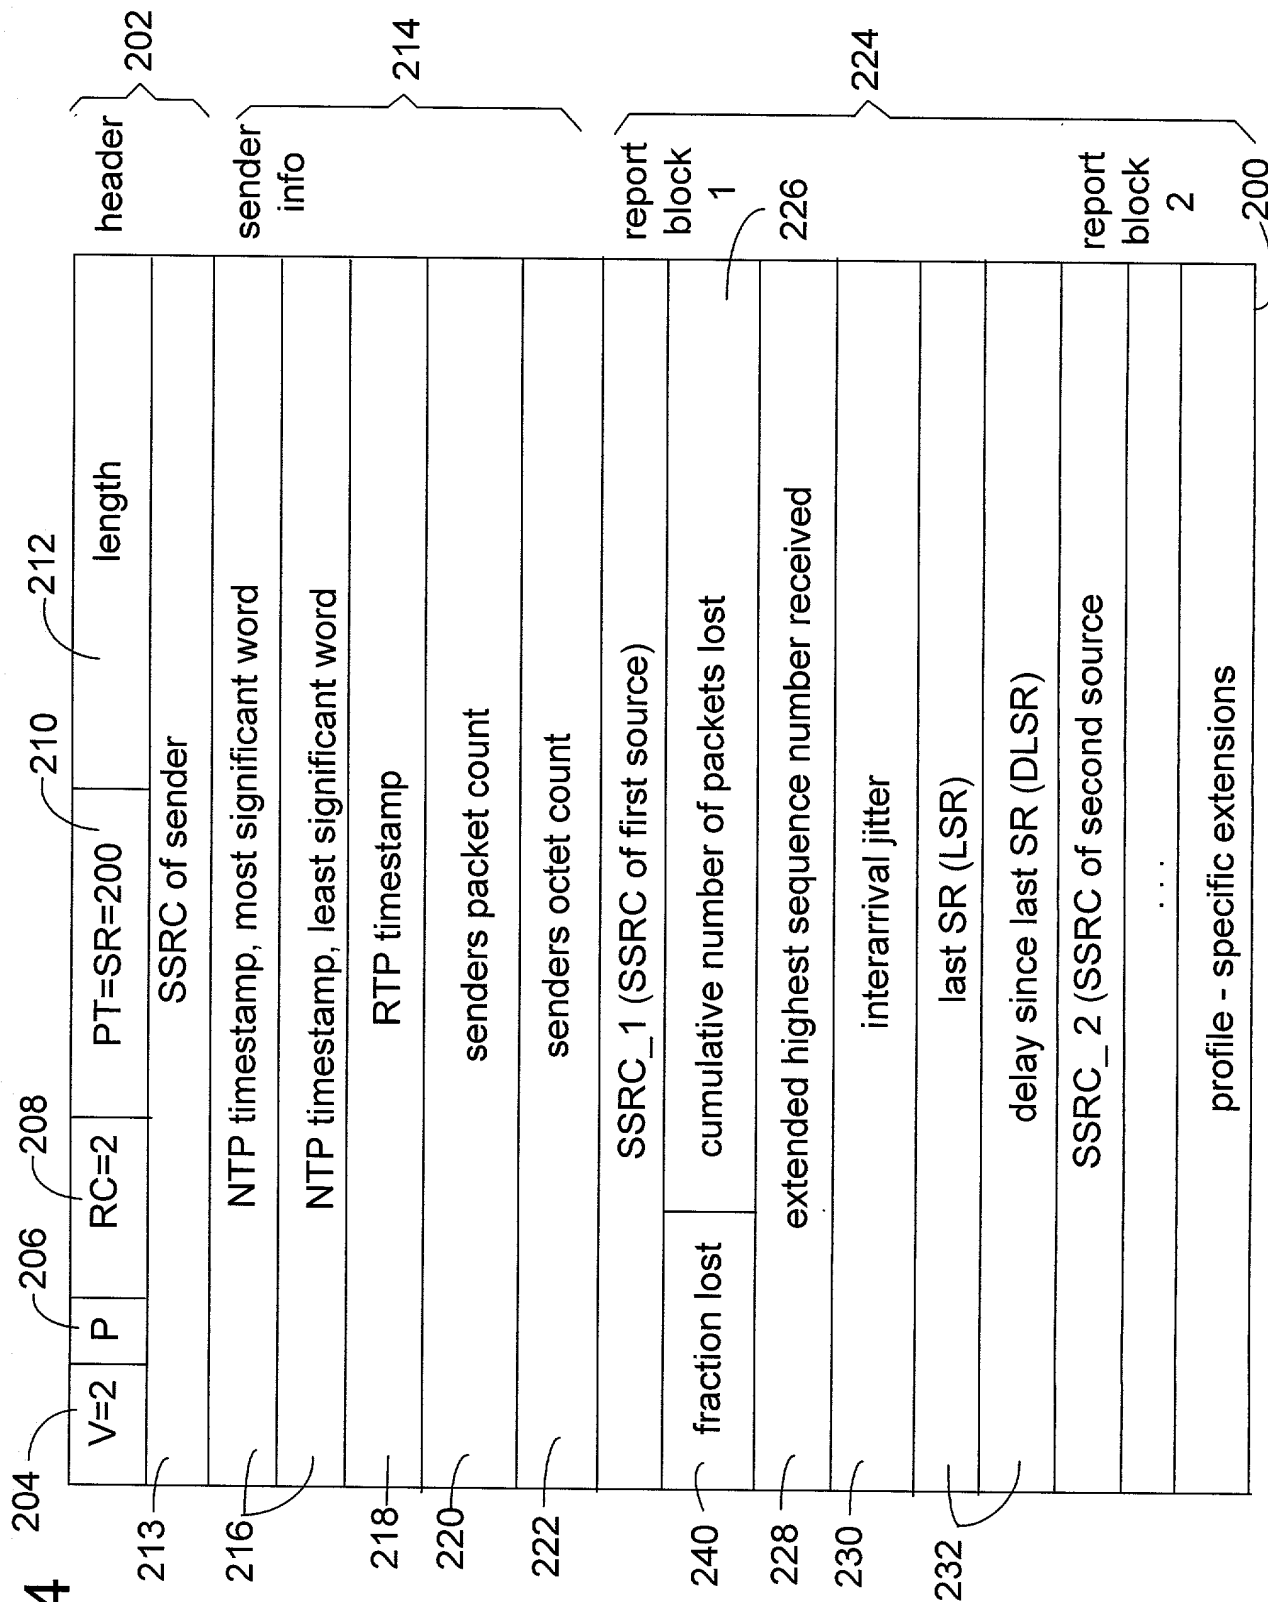 4
204
206
208
210
212
V=2
P
RC=2
PT=SR=200
length
header
202
213
SSRC of sender
216
NTP timestamp, most significant word
sender
info
214
NTP timestamp, least significant word
218
RTP timestamp
220
senders packet count
222
senders octet count
SSRC_1 (SSRC of first source)
report
block
1
224
240
fraction lost
cumulative number of packets lost
226
228
extended highest sequence number received
230
interarrival jitter
232
last SR (LSR)
delay since last SR (DLSR)
SSRC_2 (SSRC of second source
report
block
2
....
profile - specific extensions
200